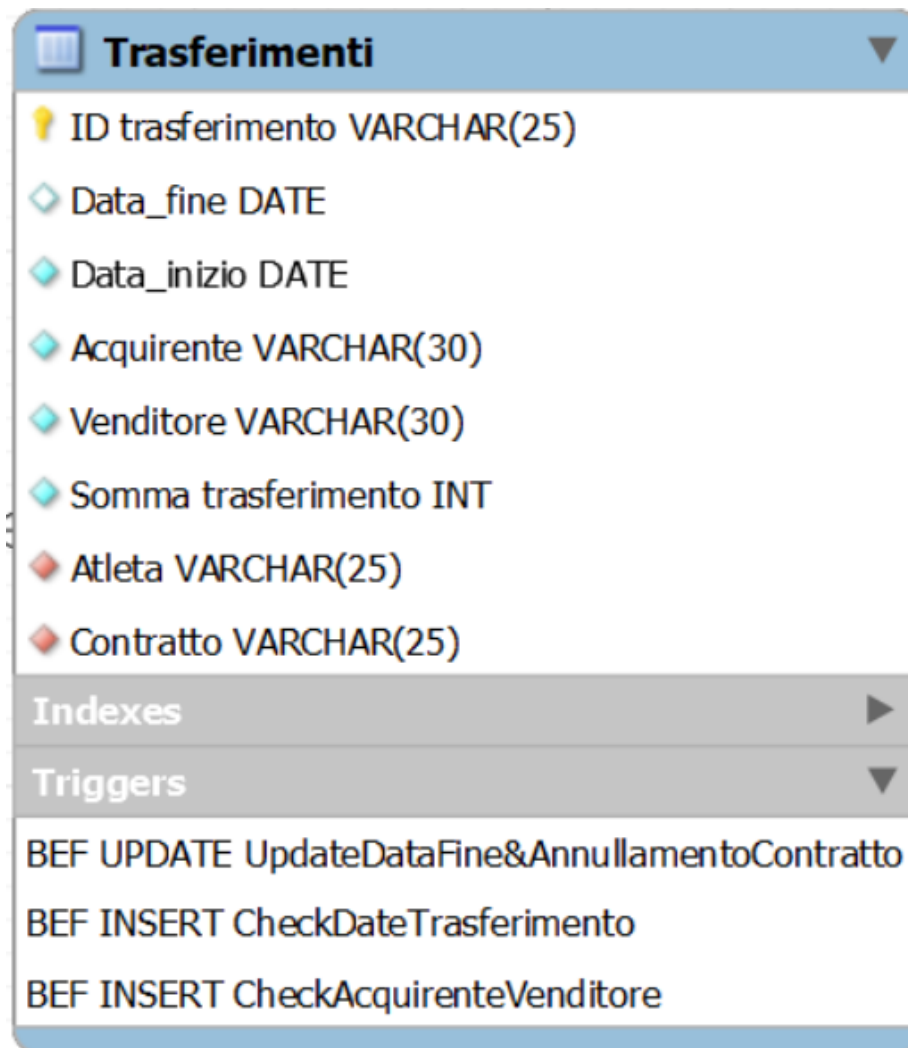 Trasferimenti
ID trasferimento VARCHAR(25)
Data_fine DATE
Data_inizio DATE
Acquirente VARCHAR(30)
Venditore VARCHAR(30)
Somma trasferimento INT
Atleta VARCHAR(25)
Contratto VARCHAR(25)
Indexes
Triggers
BEF UPDATE UpdateDataFine&AnnullamentoContratto
BEF INSERT CheckDateTrasferimento
BEF INSERT CheckAcquirenteVenditore